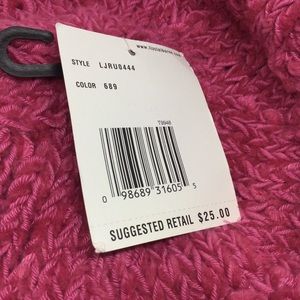 STYLE LJRU0444
COLOR 689
0 98689 31605 5
SUGGESTED RETAIL $25.00